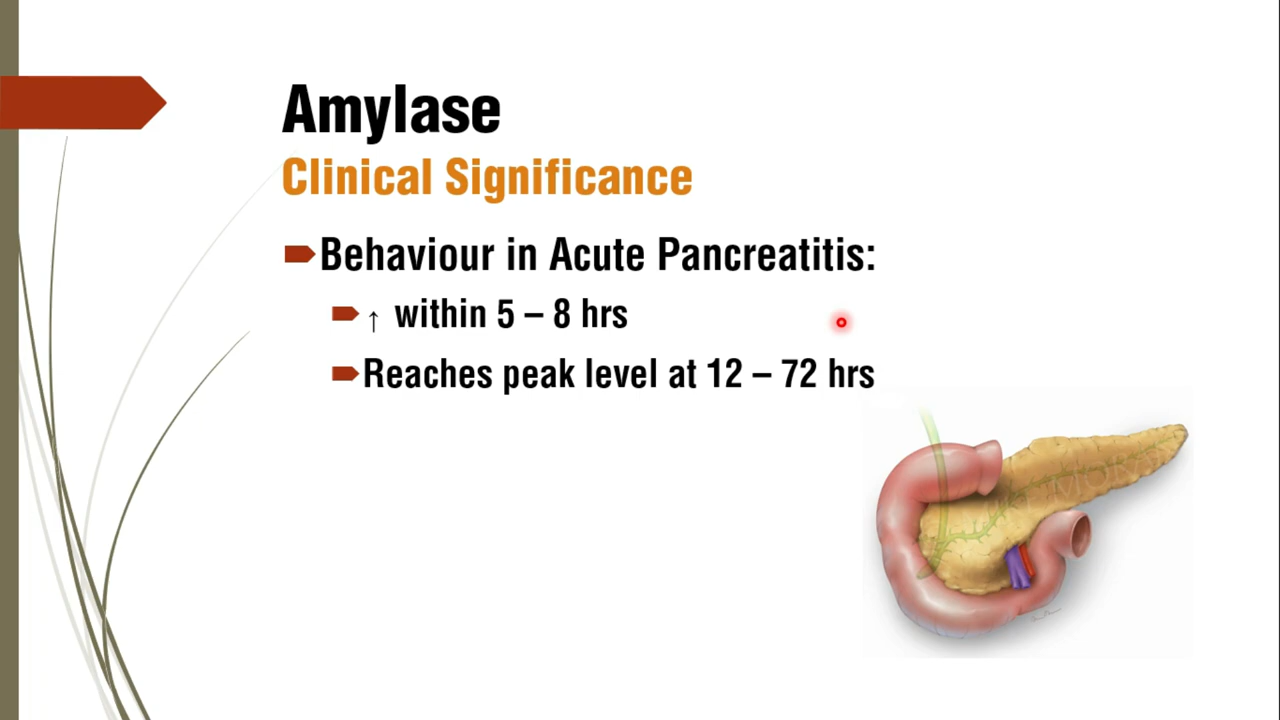 Amylase
Clinical Significance
Behaviour in Acute Pancreatitis:
↑ within 5 – 8 hrs
Reaches peak level at 12 – 72 hrs